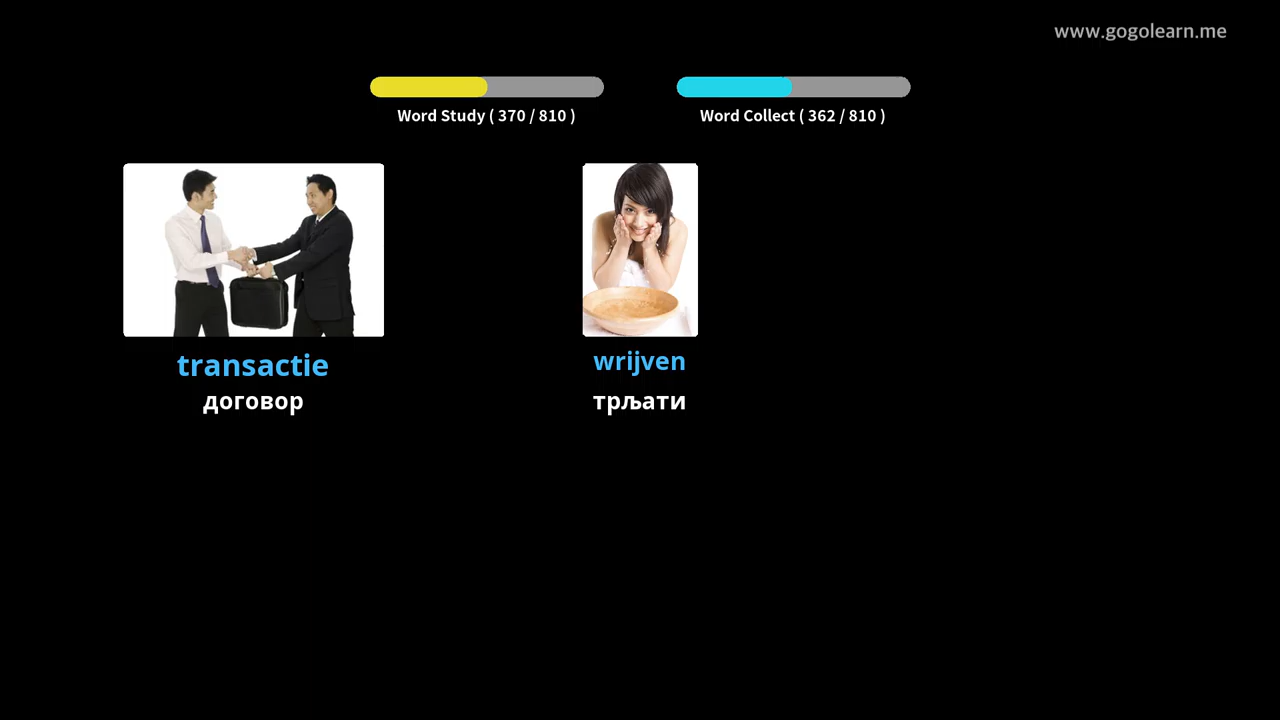 www.gogolearn.me
Word Study ( 370 / 810 )
Word Collect ( 362 / 810 )
transactie
договор
wrijven
трљати